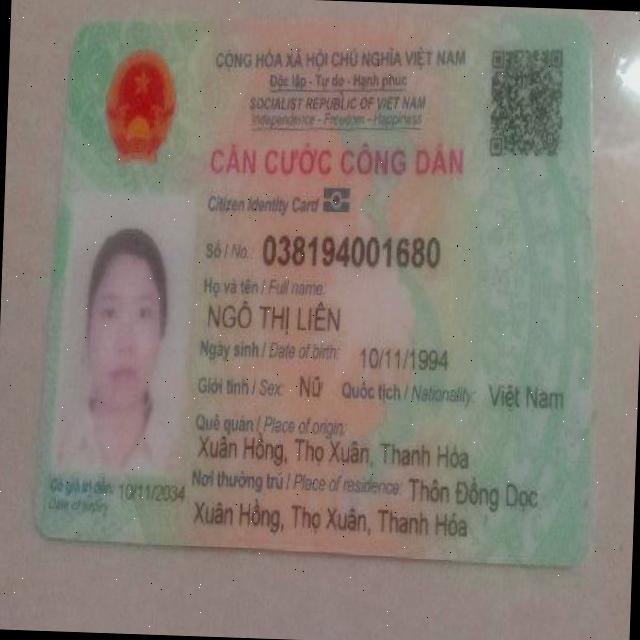 CỘNG HÒA XÃ HỘI CHỦ NGHĨA VIỆT NAM
Độc lập - Tự do - Hạnh phúc
SOCIALIST REPUBLIC OF VIET NAM
Independence - Freedom - Happiness
CĂN CƯỚC CÔNG DÂN
Citizen Identity Card
Số / No.: 038194001680
Họ và tên / Full name:
NGÔ THỊ LIÊN
Ngày sinh / Date of birth: 10/11/1994
Giới tính / Sex: Nữ Quốc tịch / Nationality: Việt Nam
Quê quán / Place of origin:
Xuân Hồng, Thọ Xuân, Thanh Hóa
Nơi thường trú / Place of residence: Thôn Đồng Dọc
Xuân Hồng, Thọ Xuân, Thanh Hóa
Có giá trị đến: 10/11/2034
Date of expiry